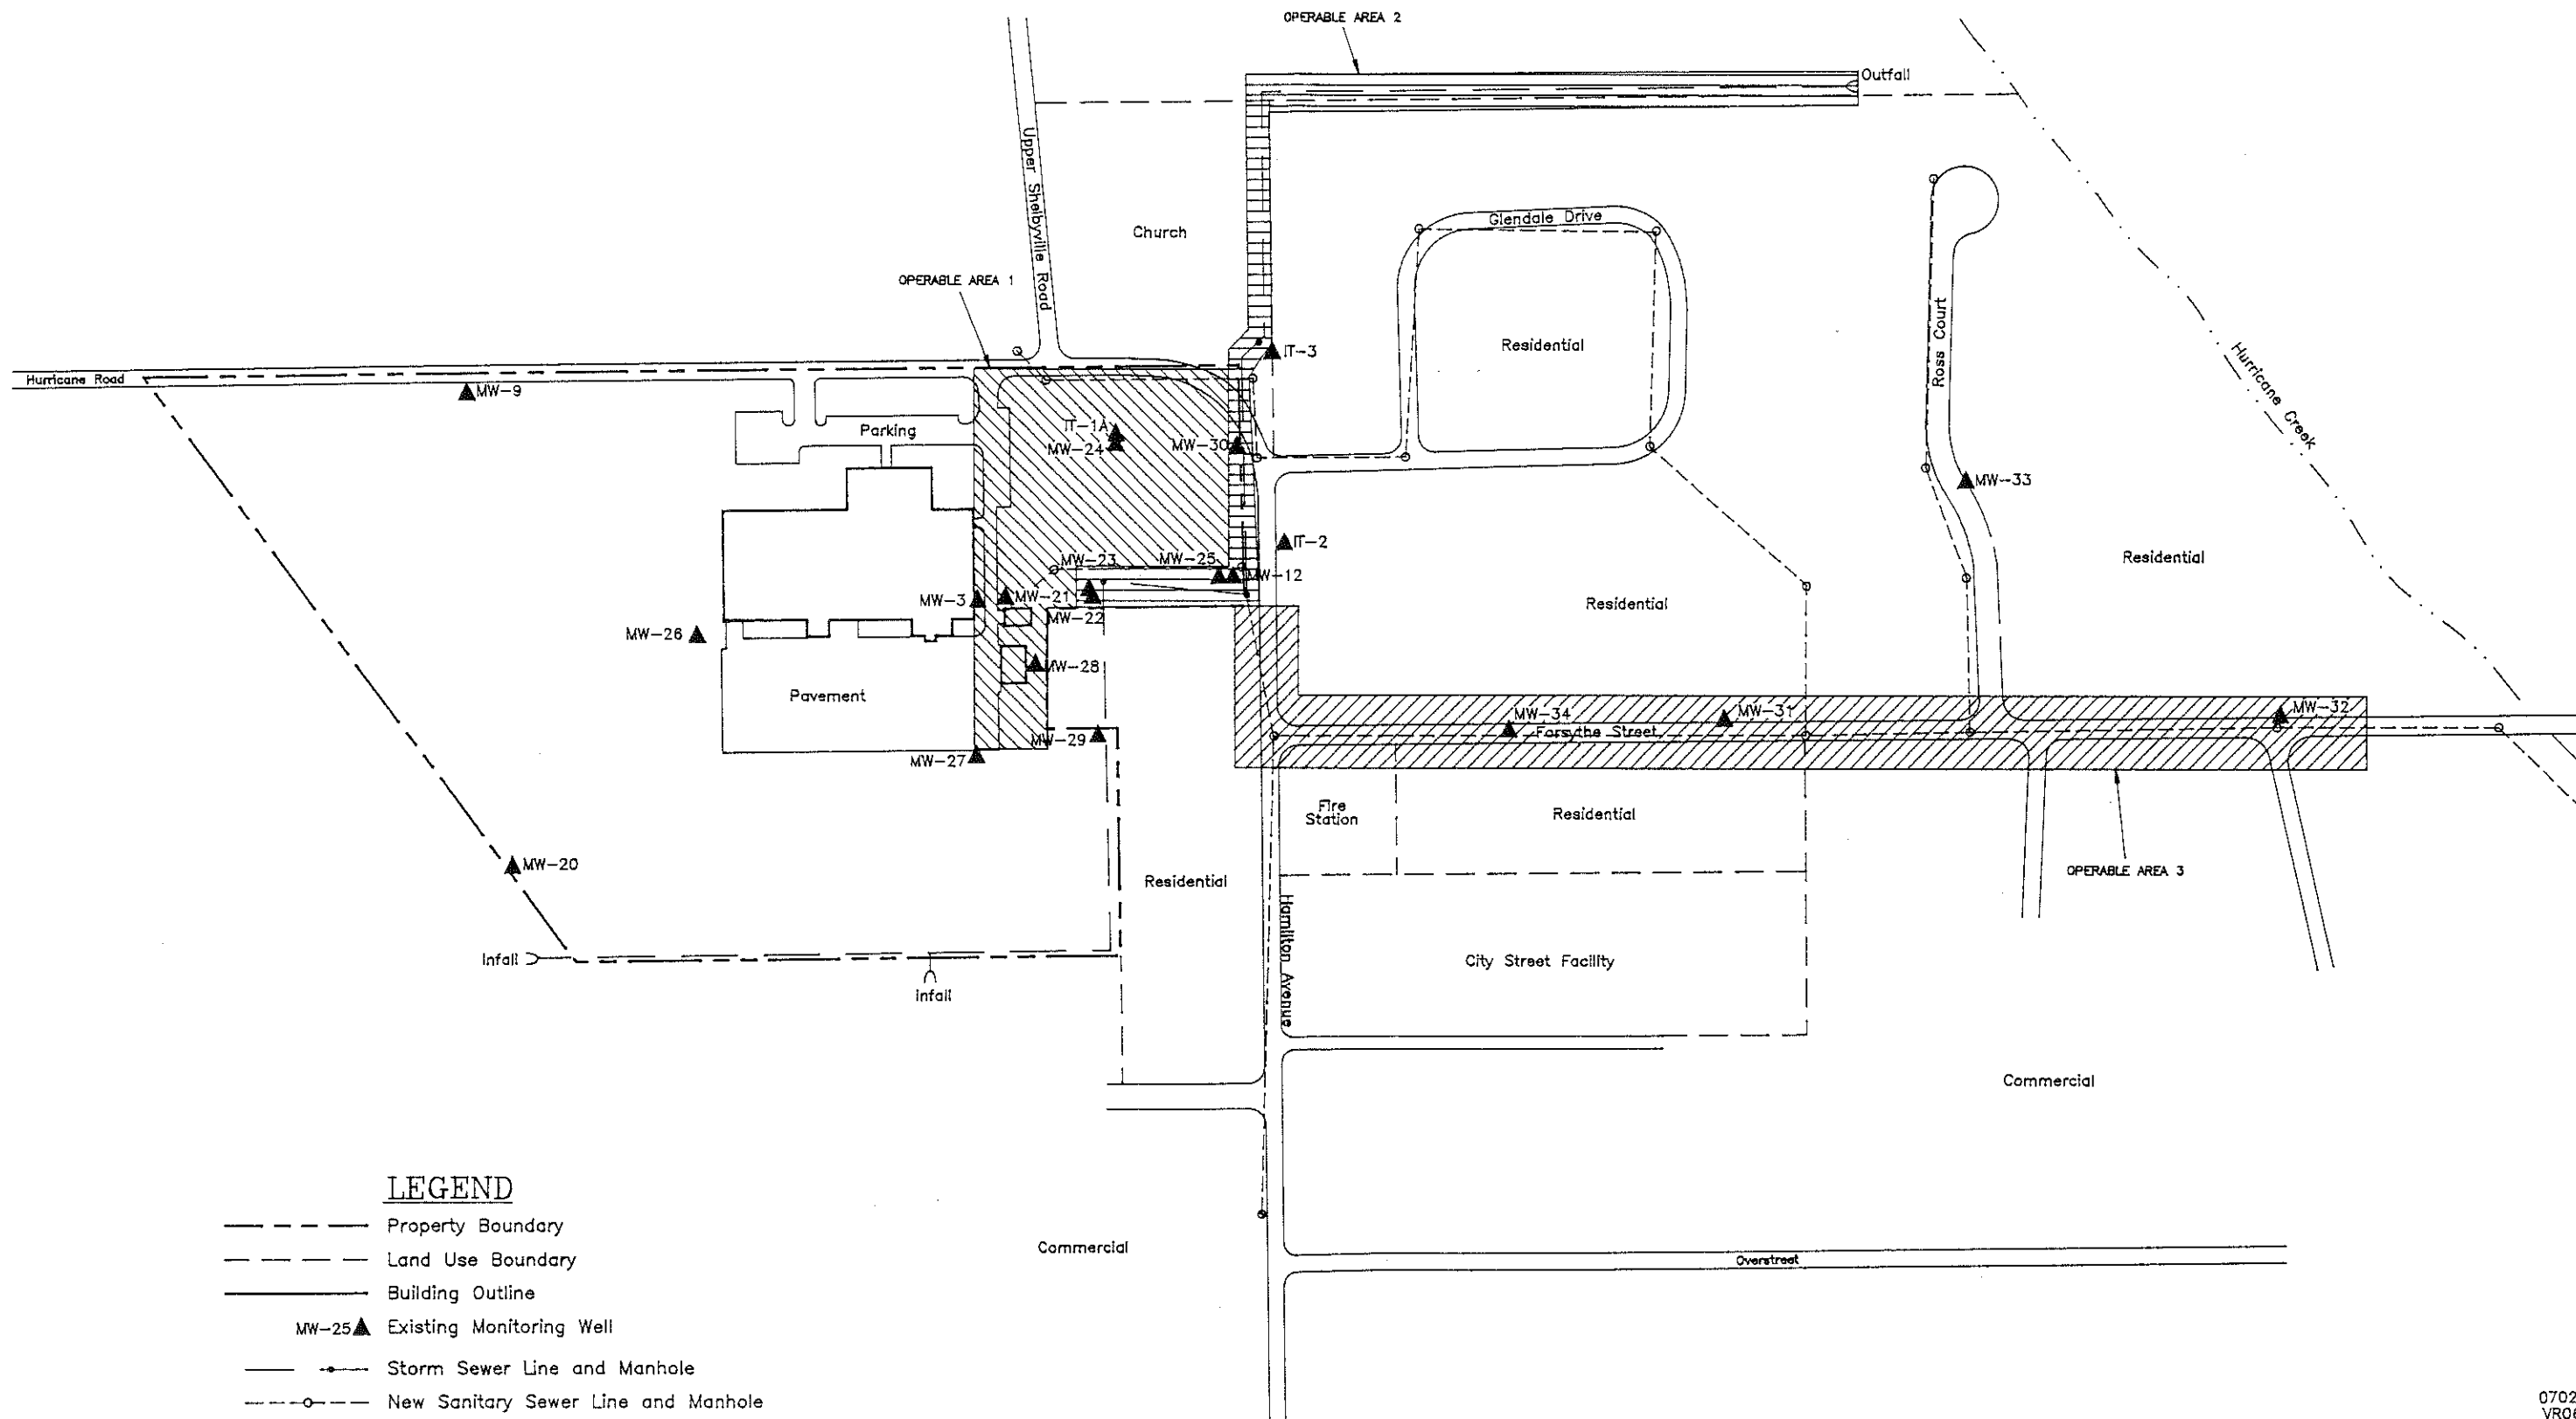 OPERABLE AREA 2
Outfall
Upper Shelbyville Road
Church
Glendale Drive
OPERABLE AREA 1
Ross Court
Hurricane Creek
Residential
IT-3
Hurricane Road
MW-9
Parking
IT-1A
MW-24
MW-30
MW-33
IT-2
MW-23
MW-25
MW-12
Residential
MW-3
MW-21
MW-22
Residential
MW-26
MW-28
Pavement
MW-34
MW-31
MW-32
Forsythe Street
MW-29
MW-27
Fire
Station
Residential
MW-20
Residential
OPERABLE AREA 3
Hamilton Avenue
Infall
City Street Facility
Infall
Commercial
LEGEND
Property Boundary
Land Use Boundary
Commercial
Overstreet
Building Outline
MW-25 Existing Monitoring Well
Storm Sewer Line and Manhole
New Sanitary Sewer Line and Manhole
0702